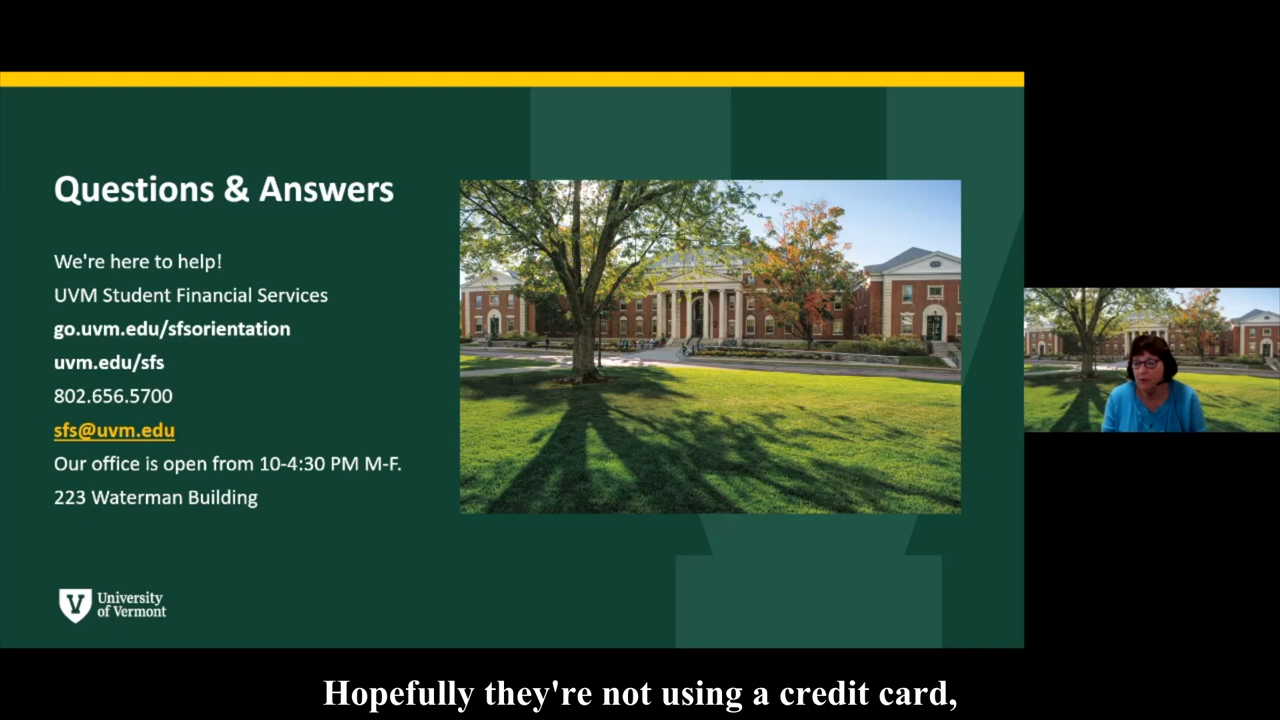 Questions & Answers
We're here to help!
UVM Student Financial Services
go.uvm.edu/sfsorientation
uvm.edu/sfs
802.656.5700
sfs@uvm.edu
Our office is open from 10-4:30 PM M-F.
223 Waterman Building
V University
of Vermont
Hopefully they're not using a credit card,